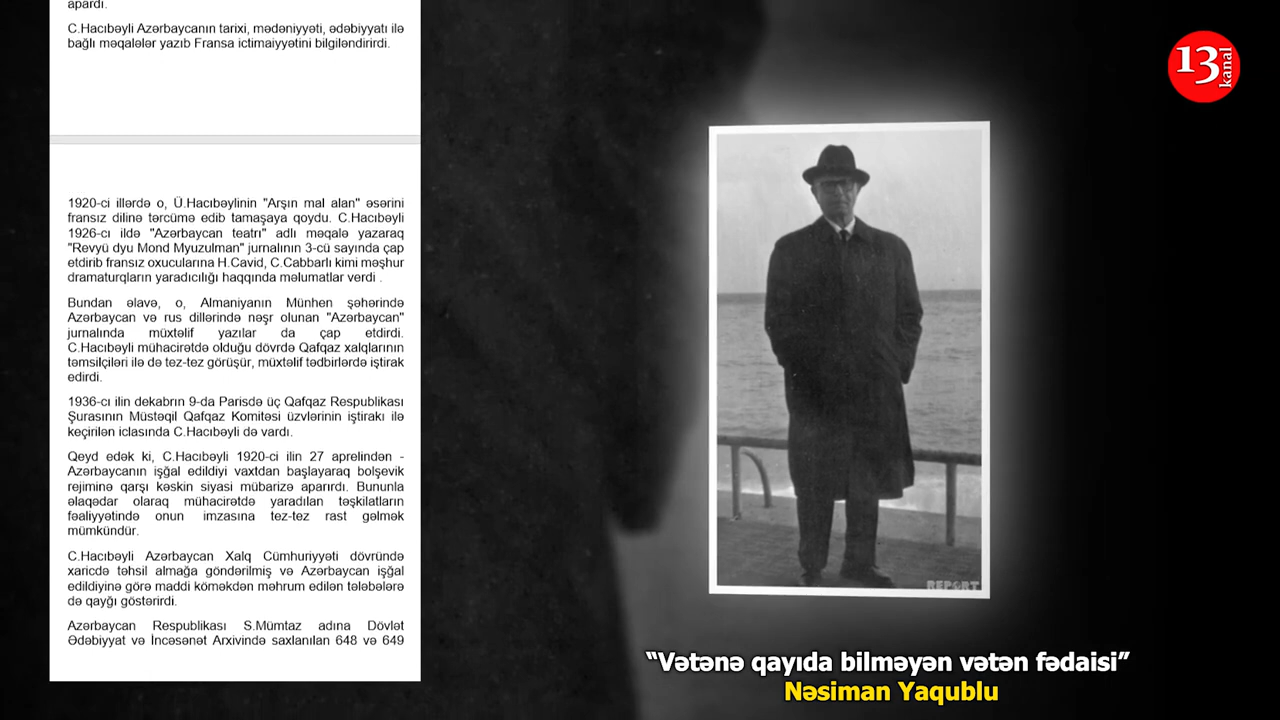 apardı.
C.Hacıbəyli Azərbaycanın tarixi, mədəniyyəti, ədəbiyyatı ilə
bağlı məqalələr yazıb Fransa ictimaiyyətini bilgiləndirirdi.
1920-ci illərdə o, Ü.Hacıbəylinin "Arşın mal alan" əsərini
fransız dilinə tərcümə edib tamaşaya qoydu. C.Hacıbəyli
1926-cı ildə "Azərbaycan teatrı" adlı məqalə yazaraq
"Revyü dyu Mond Myuzulman" jurnalının 3-cü sayında çap
etdirib fransız oxucularına H.Cavid, C.Cabbarlı kimi məşhur
dramaturqların yaradıcılığı haqqında məlumatlar verdi .
Bundan əlavə, o, Almaniyanın Münhen şəhərində
Azərbaycan və rus dillərində nəşr olunan "Azərbaycan"
jurnalında müxtəlif yazılar da çap etdirdi.
C.Hacıbəyli mühacirətdə olduğu dövrdə Qafqaz xalqlarının
təmsilçiləri ilə də tez-tez görüşür, müxtəlif tədbirlərdə iştirak
edirdi.
1936-cı ilin dekabrın 9-da Parisdə üç Qafqaz Respublikası
Şurasının Müstəqil Qafqaz Komitəsi üzvlərinin iştirakı ilə
keçirilən iclasında C.Hacıbəyli də vardı.
Qeyd edək ki, C.Hacıbəyli 1920-ci ilin 27 aprelindən -
Azərbaycanın işğal edildiyi vaxtdan başlayaraq bolşevik
rejiminə qarşı kəskin siyasi mübarizə aparırdı. Bununla
əlaqədar olaraq mühacirətdə yaradılan təşkilatların
fəaliyyətində onun imzasına tez-tez rast gəlmək
mümkündür.
C.Hacıbəyli Azərbaycan Xalq Cümhuriyyəti dövründə
xaricdə təhsil almağa göndərilmiş və Azərbaycan işğal
edildiyinə görə maddi köməkdən məhrum edilən tələbələrə
də qayğı göstərirdi.
Azərbaycan Respublikası S.Mümtaz adına Dövlət
Ədəbiyyat və İncəsənət Arxivində saxlanılan 648 və 649
13 kanal
REPORT
“Vətənə qayıda bilməyən vətən fədaisi”
Nəsiman Yaqublu